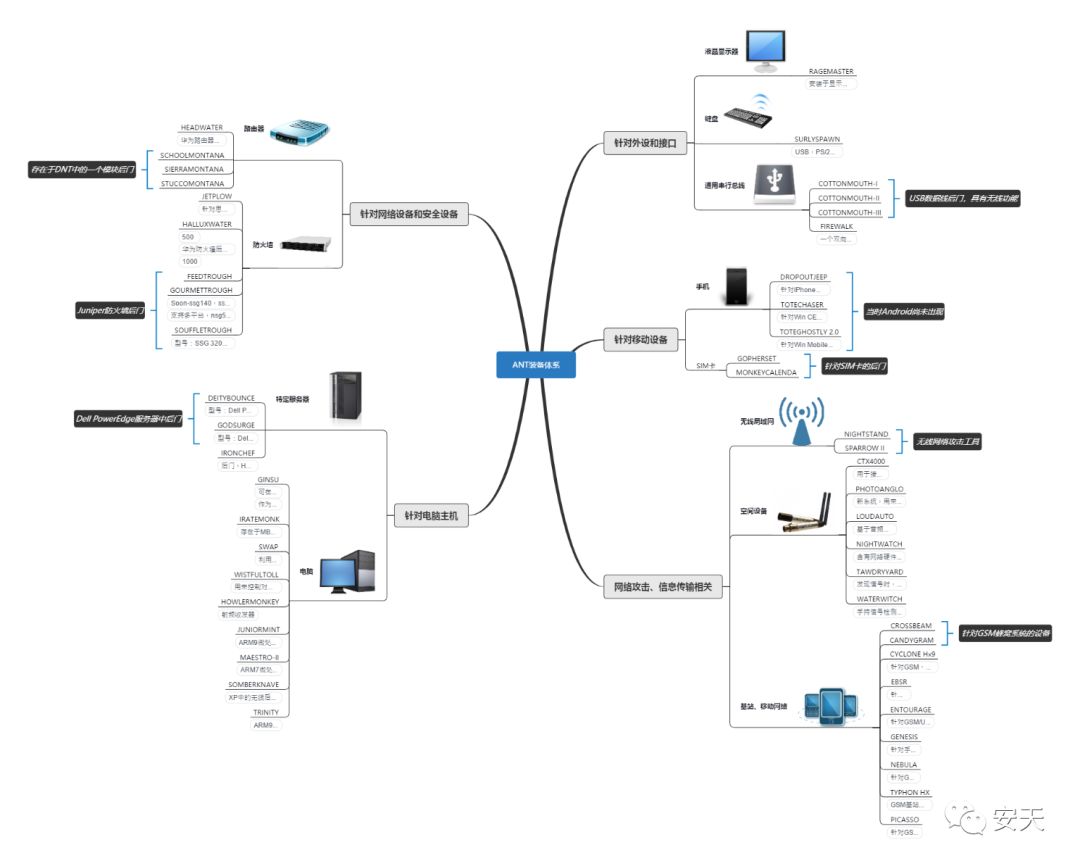 ANT装备体系
针对网络设备和安全设备
路由器
HEADWATER
华为路由器...
SCHOOLMONTANA
SIERRAMONTANA
STUCCOMONTANA
存在于DNT中的一个模块后门
防火墙
JETPLOW
针对思...
HALLUXWATER
500
华为防火墙后...
1000
FEEDTROUGH
GOURMETTROUGH
Soon-ssg140、xs...
支持多平台、nsg5...
SOUFFLETROUGH
型号：SSG 320...
Juniper防火墙后门
针对电脑主机
特定服务器
DEITYBOUNCE
型号：Dell P...
GODSURGE
型号：Del...
IRONCHEF
后门、H...
Dell PowerEdge服务器中后门
电脑
GINSU
可在...
作为...
IRATEMONK
存在于MB...
SWAP
利用...
WISTFULTOLL
用来控制对...
HOWLERMONKEY
射频收发器
JUNIORMINT
ARM9微处...
MAESTRO-II
ARM7微处...
SOMBERKNAVE
XP中的无线后...
TRINITY
ARM9...
针对外设和接口
液晶显示器
RAGEMASTER
安装于显示...
键盘
SURLYSPAWN
USB、PS/2...
通用串行总线
COTTONMOUTH-I
COTTONMOUTH-II
COTTONMOUTH-III
USB数据线后门，具有无线功能
FIREWALK
一个双向...
针对移动设备
手机
DROPOUTJEEP
针对iPhone...
TOTECHASER
针对Win CE...
TOTEGHOSTLY 2.0
针对Win Mobile...
当时Android尚未出现
SIM卡
GOPHERSET
MONKEYCALENDA
针对SIM卡的后门
网络攻击、信息传输相关
无线局域网
NIGHTSTAND
SPARROW II
无线网络攻击工具
空间设备
CTX4000
用于接...
PHOTOANGLO
新系统、用来...
LOUDAUTO
基于音频...
NIGHTWATCH
含有网络硬件...
TAWDRYYARD
发现信号时、...
WATERWITCH
手持信号检测...
基站、移动网络
CROSSBEAM
CANDYGRAM
针对GSM蜂窝系统的设备
CYCLONE Hx9
针对GSM、...
EBSR
针...
ENTOURAGE
针对GSM/U...
GENESIS
针对手...
NEBULA
针对G...
TYPHON HX
GSM基站...
PICASSO
针对GS...
安天